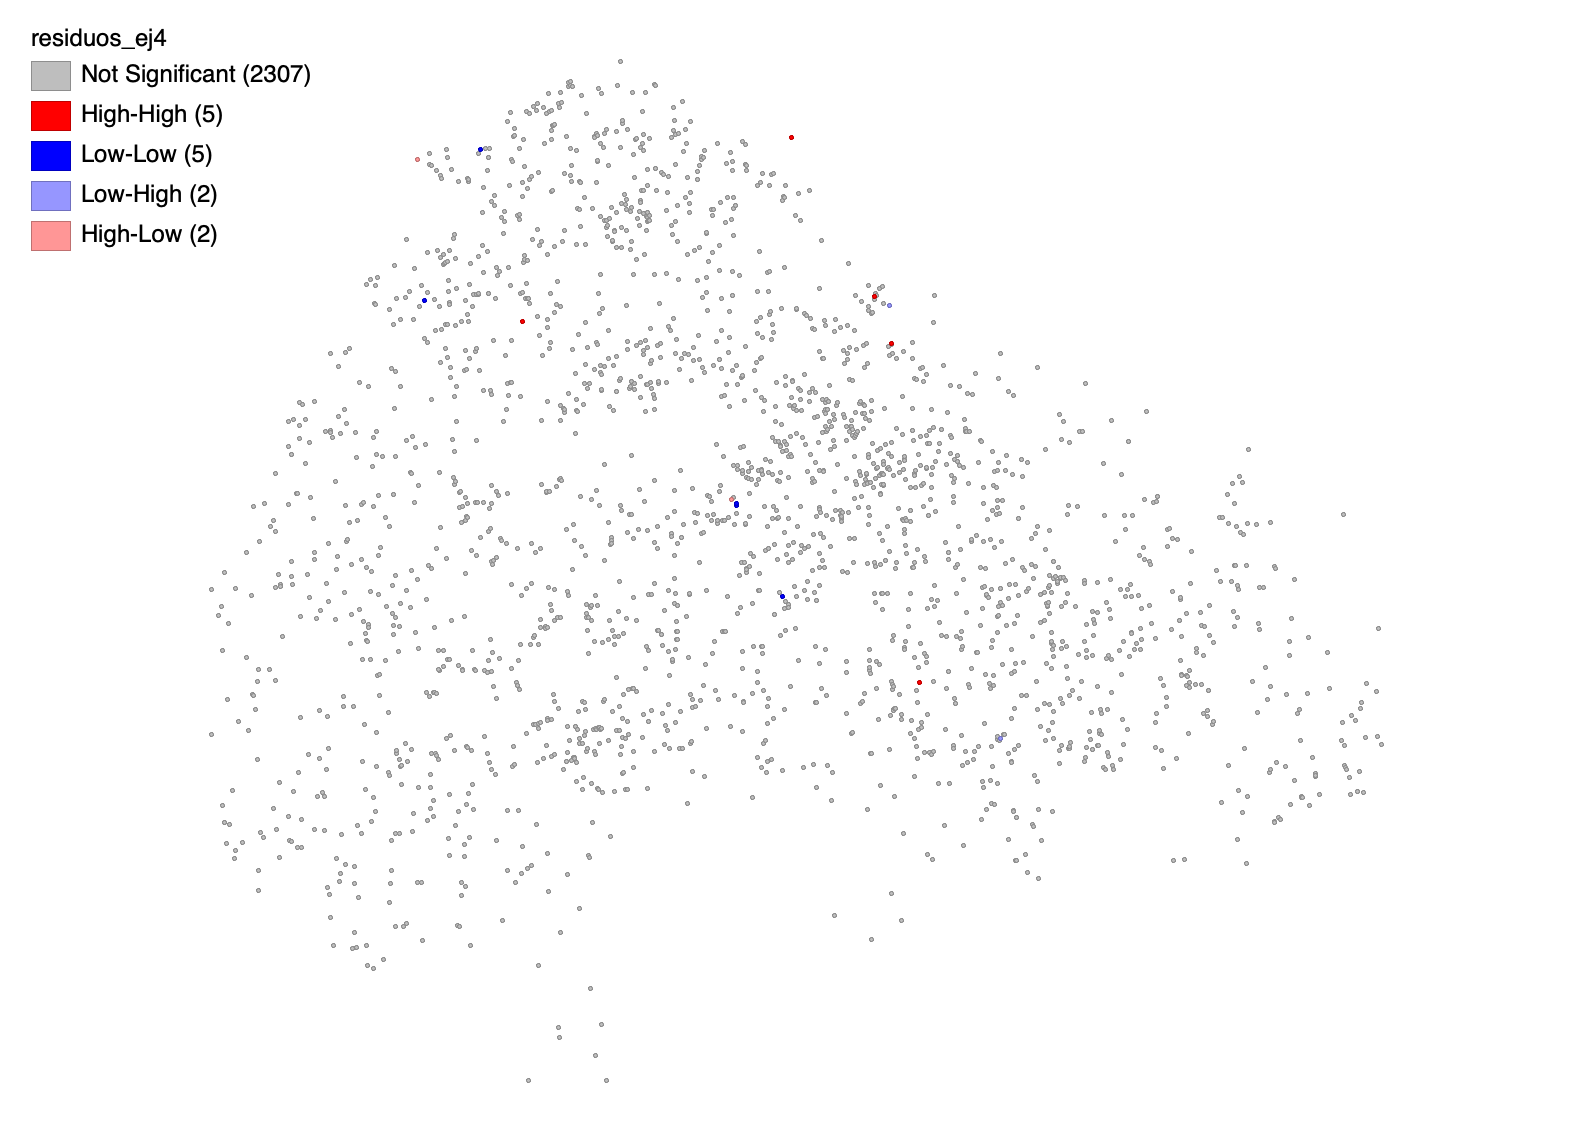 residuos_ej4
Not Significant (2307)
High-High (5)
Low-Low (5)
Low-High (2)
High-Low (2)